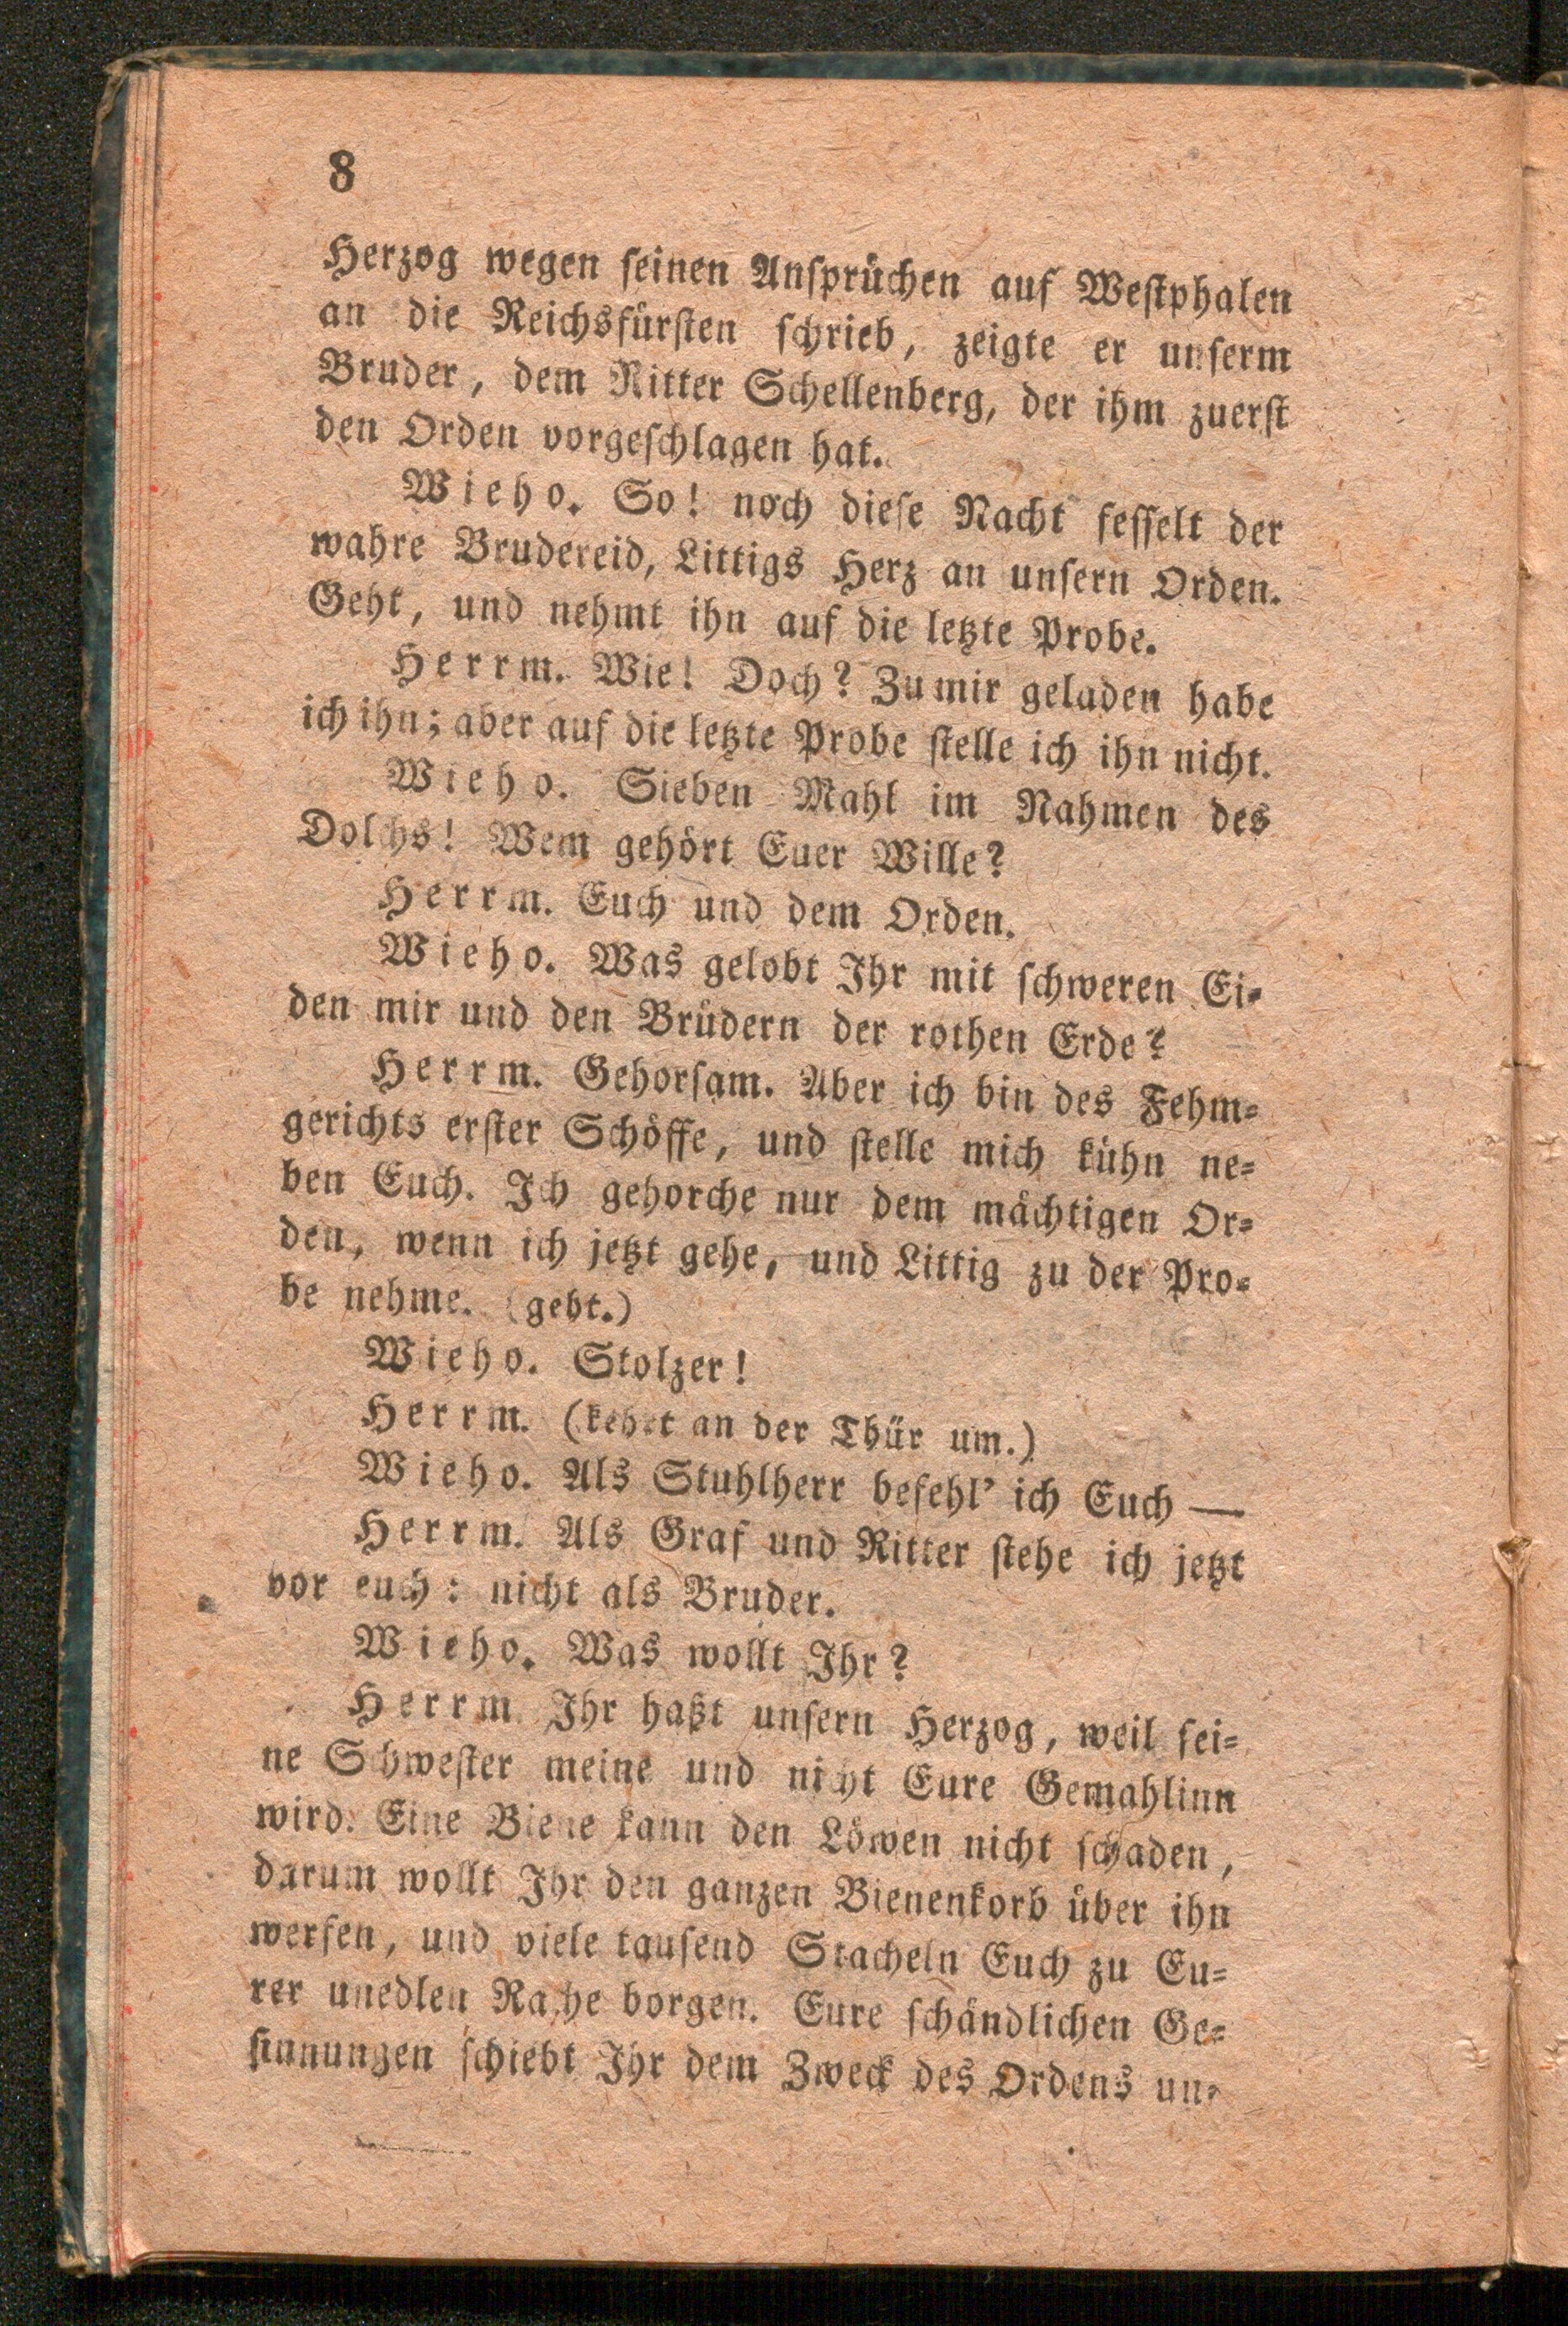 8
Herzog wegen seinen Ansprüchen auf Westphalen
an die Reichsfürsten schrieb, zeigte er unserm
Bruder, dem Ritter Schellenberg, der ihm zuerst
den Orden vorgeschlagen hat.
Wieho. So! noch diese Nacht fesselt der
wahre Brudereid, Littigs Herz an unsern Orden.
Geht, und nehmt ihn auf die letzte Probe.
Herrm. Wie! Doch? Zu mir geladen habe
ich ihn; aber auf die letzte Probe stelle ich ihn nicht.
Wieho. Sieben Mahl im Nahmen des
Dolchs! Wem gehört Euer Wille?
Herrm. Euch und dem Orden.
Wieho. Was gelobt Ihr mit schweren Ei-
den mir und den Brüdern der rothen Erde?
Herrm. Gehorsam. Aber ich bin des Fehm-
gerichts erster Schöffe, und stelle mich kühn ne-
ben Euch. Ich gehorche nur dem mächtigen Or-
den, wenn ich jetzt gehe, und Littig zu der Pro-
be nehme. (geht.)
Wieho. Stolzer!
Herrm. (kehrt an der Thür um.)
Wieho. Als Stuhlherr befehl' ich Euch —
Herrm. Als Graf und Ritter stehe ich jetzt
vor euch: nicht als Bruder.
Wieho. Was wollt Ihr?
Herrm. Ihr haßt unsern Herzog, weil sei-
ne Schwester meine und nicht Eure Gemahlinn
wird. Eine Biene kann den Löwen nicht schaden,
darum wollt Ihr den ganzen Bienenkorb über ihn
werfen, und viele tausend Stacheln Euch zu Eu-
rer unedlen Rache borgen. Eure schändlichen Ge-
sinnungen schiebt Ihr dem Zweck des Ordens un-